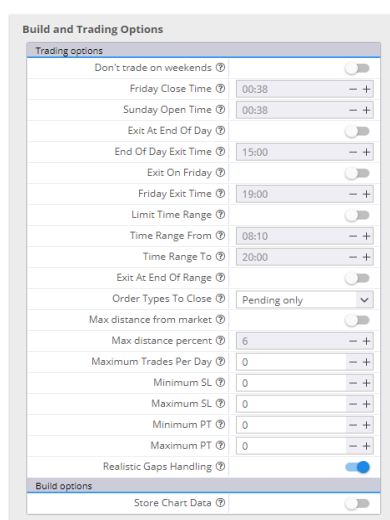 Build and Trading Options
Trading options
Don't trade on weekends ?
Friday Close Time ? 00:38 − +
Sunday Open Time ? 00:38 − +
Exit At End Of Day ?
End Of Day Exit Time ? 15:00 − +
Exit On Friday ?
Friday Exit Time ? 19:00 − +
Limit Time Range ?
Time Range From ? 08:10 − +
Time Range To ? 20:00 − +
Exit At End Of Range ?
Order Types To Close ? Pending only
Max distance from market ?
Max distance percent ? 6 − +
Maximum Trades Per Day ? 0 − +
Minimum SL ? 0 − +
Maximum SL ? 0 − +
Minimum PT ? 0 − +
Maximum PT ? 0 − +
Realistic Gaps Handling ?
Build options
Store Chart Data ?